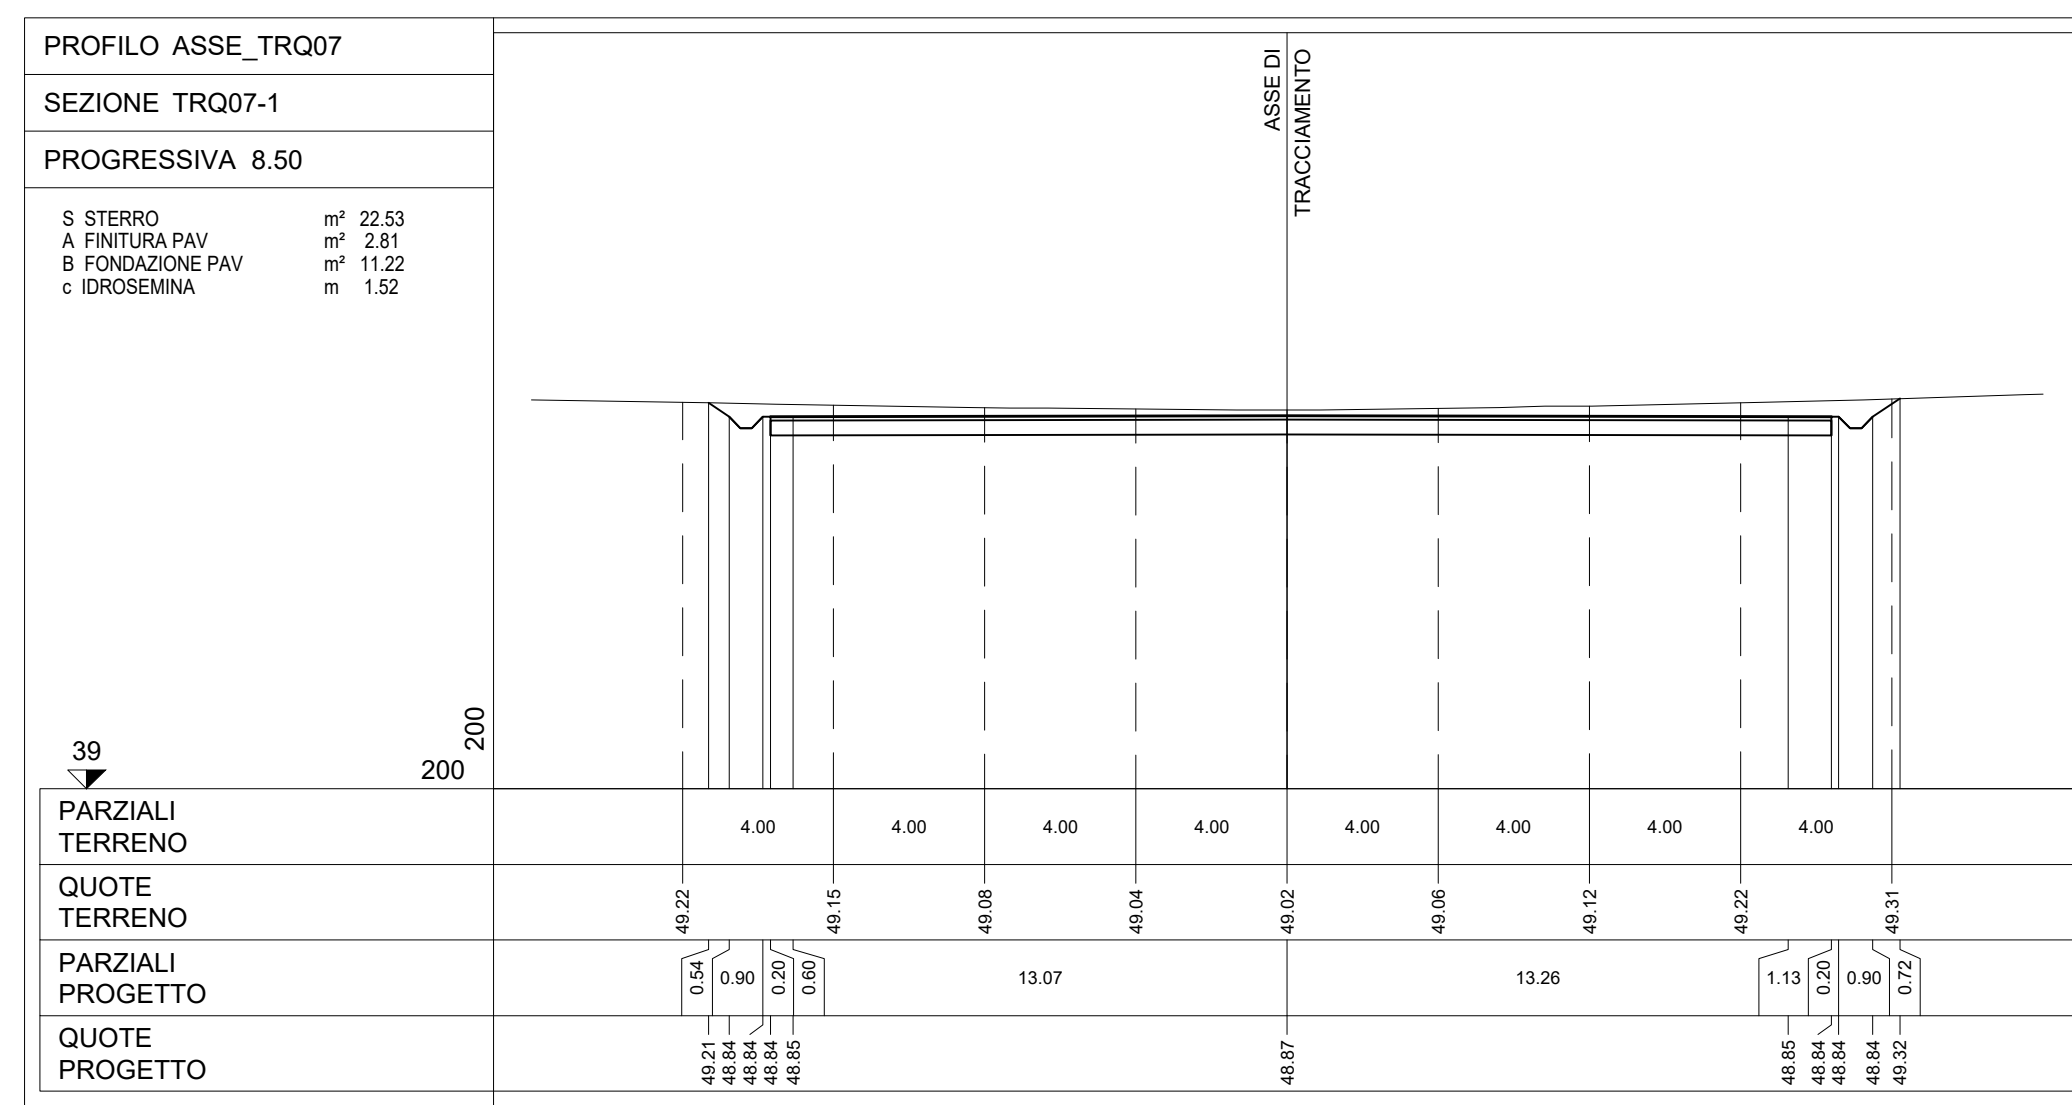 PROFILO ASSE_TRQ07
SEZIONE TRQ07-1
PROGRESSIVA 8.50
S STERRO m² 22.53
A FINITURA PAV m² 2.81
B FONDAZIONE PAV m² 11.22
c IDROSEMINA m 1.52
ASSE DI
TRACCIAMENTO
39
200
200
PARZIALI
TERRENO
4.00 4.00 4.00 4.00 4.00 4.00 4.00 4.00
QUOTE
TERRENO
49.22 49.15 49.08 49.04 49.02 49.06 49.12 49.22 49.31
PARZIALI
PROGETTO
0.54 0.90 0.20 0.60 13.07 13.26 1.13 0.20 0.90 0.72
QUOTE
PROGETTO
49.21 48.84 48.84 48.84 48.85 48.87 48.85 48.84 48.84 48.84 49.32